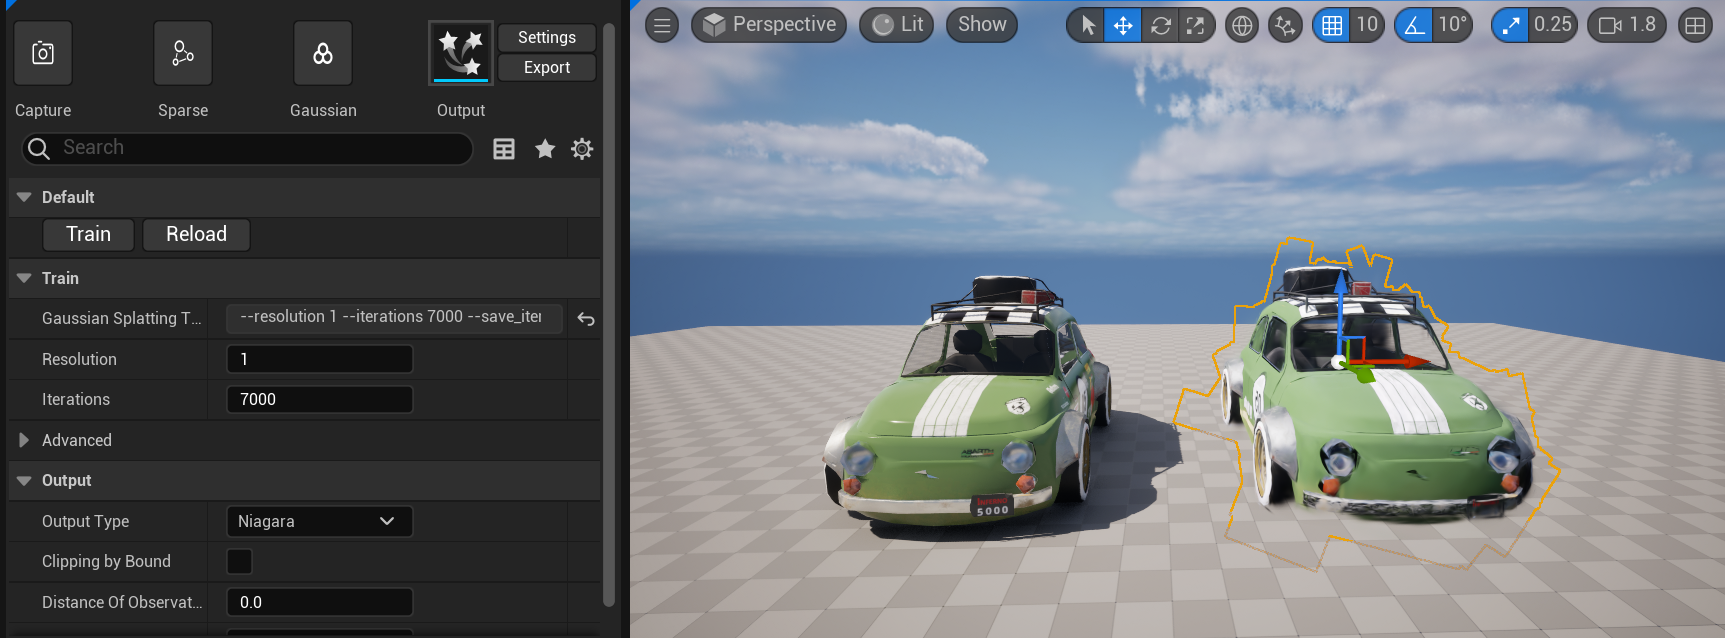 Settings
Export
Capture
Sparse
Gaussian
Output
Search
Default
Train
Reload
Train
Gaussian Splatting T...
--resolution 1 --iterations 7000 --save_iter
Resolution
1
Iterations
7000
Advanced
Output
Output Type
Niagara
Clipping by Bound
Distance Of Observat...
0.0
Perspective
Lit
Show
10
10°
0.25
1.8
ABARTH
5000